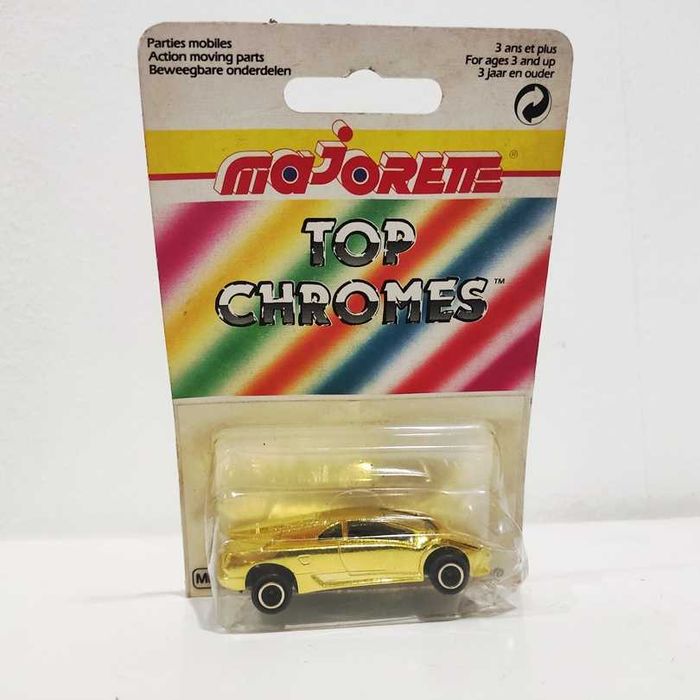 Parties mobiles
Action moving parts
Beweegbare onderdelen
3 ans et plus
For ages 3 and up
3 jaar en ouder
MAJORETTE®
TOP
CHROMES™